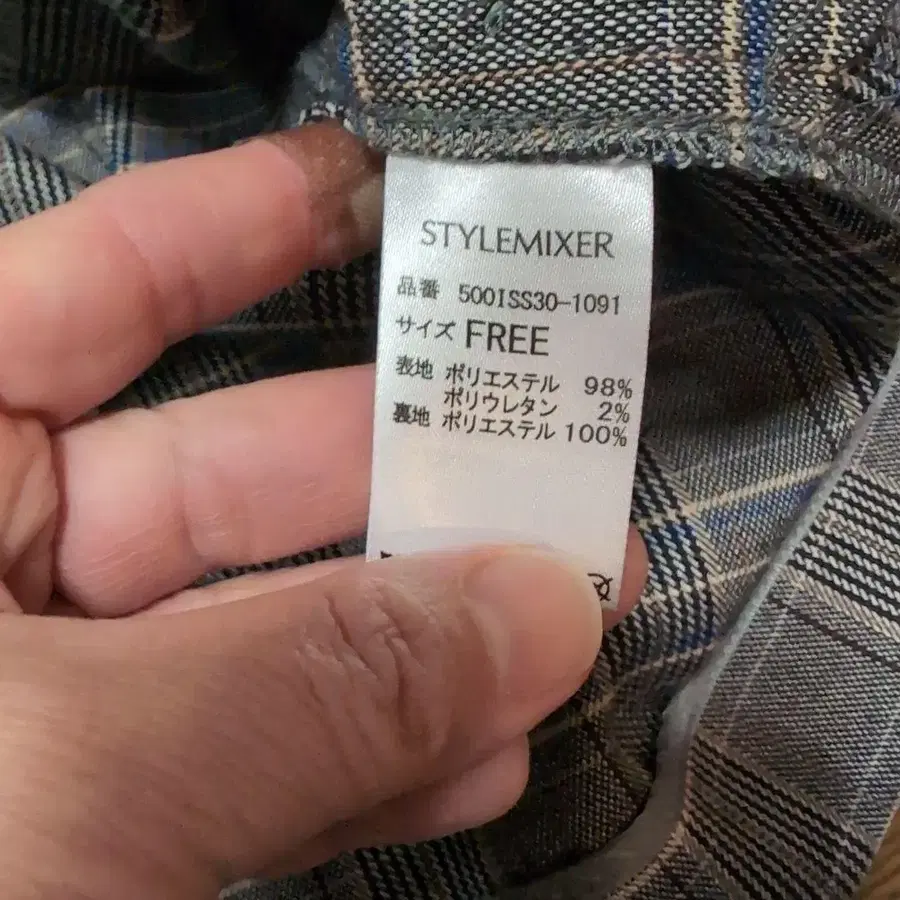 STYLEMIXER
品番 500ISS30-1091
サイズ FREE
表地 ポリエステル 98%
ポリウレタン 2%
裏地 ポリエステル 100%